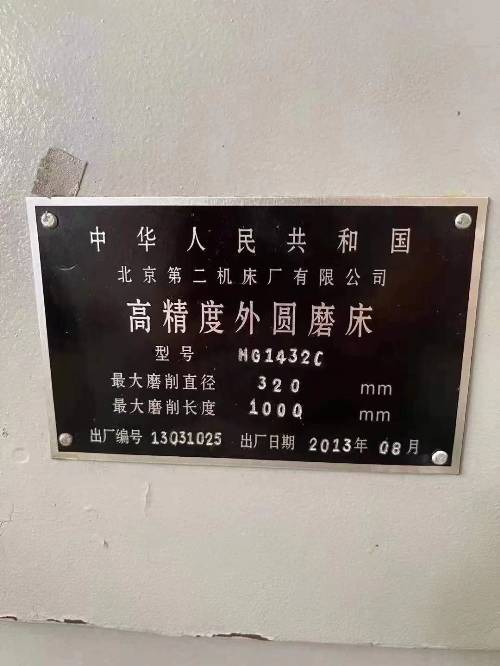 中华人民共和国
北京第二机床厂有限公司
高精度外圆磨床
型号 MG1432C
最大磨削直径 320 mm
最大磨削长度 1000 mm
出厂编号 13031025 出厂日期 2013年 08月